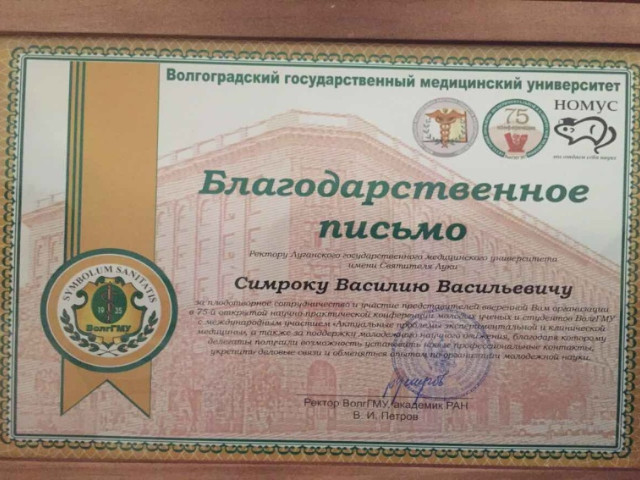 Волгоградский государственный медицинский университет
НОМУС
75
конференция
Благодарственное
письмо
Ректору Луганского государственного медицинского университета
имени Святителя Луки
Симроку Василию Васильевичу
за плодотворное сотрудничество и участие представителей вверенной Вам организации
в 75-й открытой научно-практической конференции молодых ученых и студентов ВолгГМУ
с международным участием «Актуальные проблемы экспериментальной и клинической
медицины», а также за поддержку молодежного научного движения, благодаря которому
делегаты получили возможность установить новые профессиональные контакты,
укрепить деловые связи и обменяться опытом организации молодежной науки.
SYMBOLUM SANITATIS
19 35
ВолгГМУ
Ректор ВолгГМУ, академик РАН
В. И. Петров